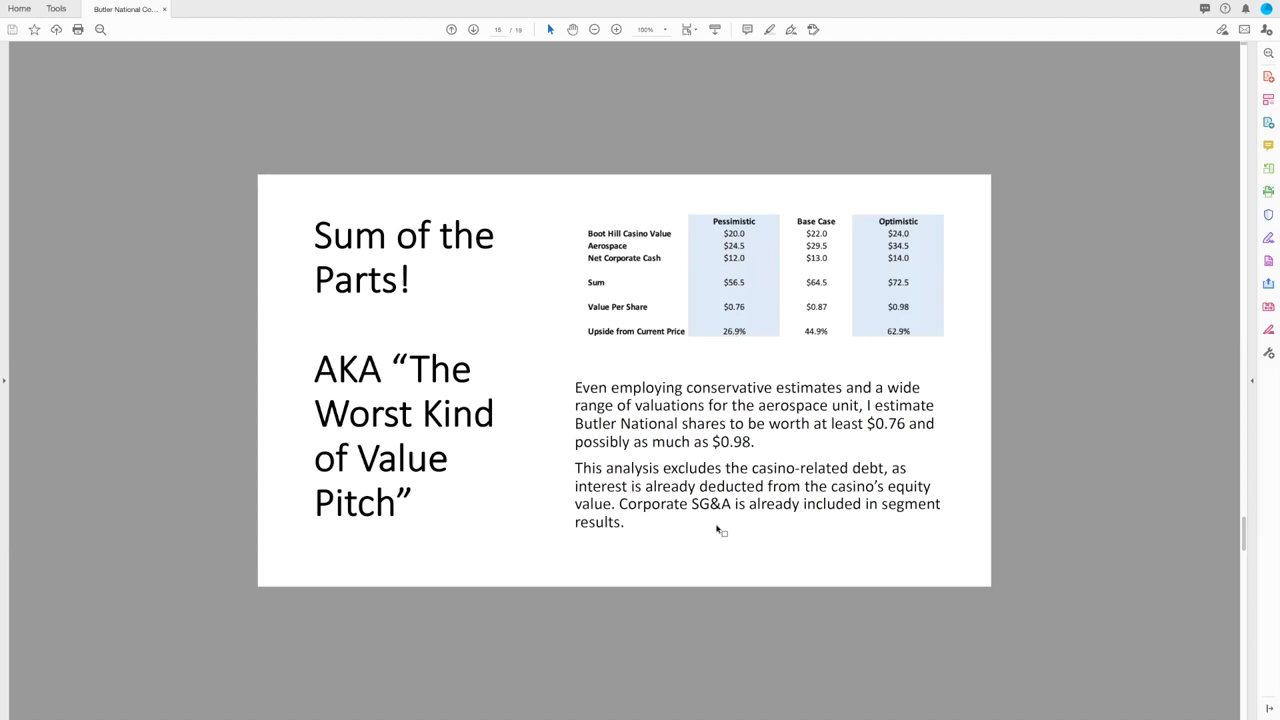 Home
Tools
Butler National Co...
15 / 19
100%
Sum of the
Parts!
AKA “The
Worst Kind
of Value
Pitch”
Pessimistic Base Case Optimistic
Boot Hill Casino Value $20.0 $22.0 $24.0
Aerospace $24.5 $29.5 $34.5
Net Corporate Cash $12.0 $13.0 $14.0
Sum $56.5 $64.5 $72.5
Value Per Share $0.76 $0.87 $0.98
Upside from Current Price 26.9% 44.9% 62.9%
Even employing conservative estimates and a wide
range of valuations for the aerospace unit, I estimate
Butler National shares to be worth at least $0.76 and
possibly as much as $0.98.
This analysis excludes the casino-related debt, as
interest is already deducted from the casino’s equity
value. Corporate SG&A is already included in segment
results.